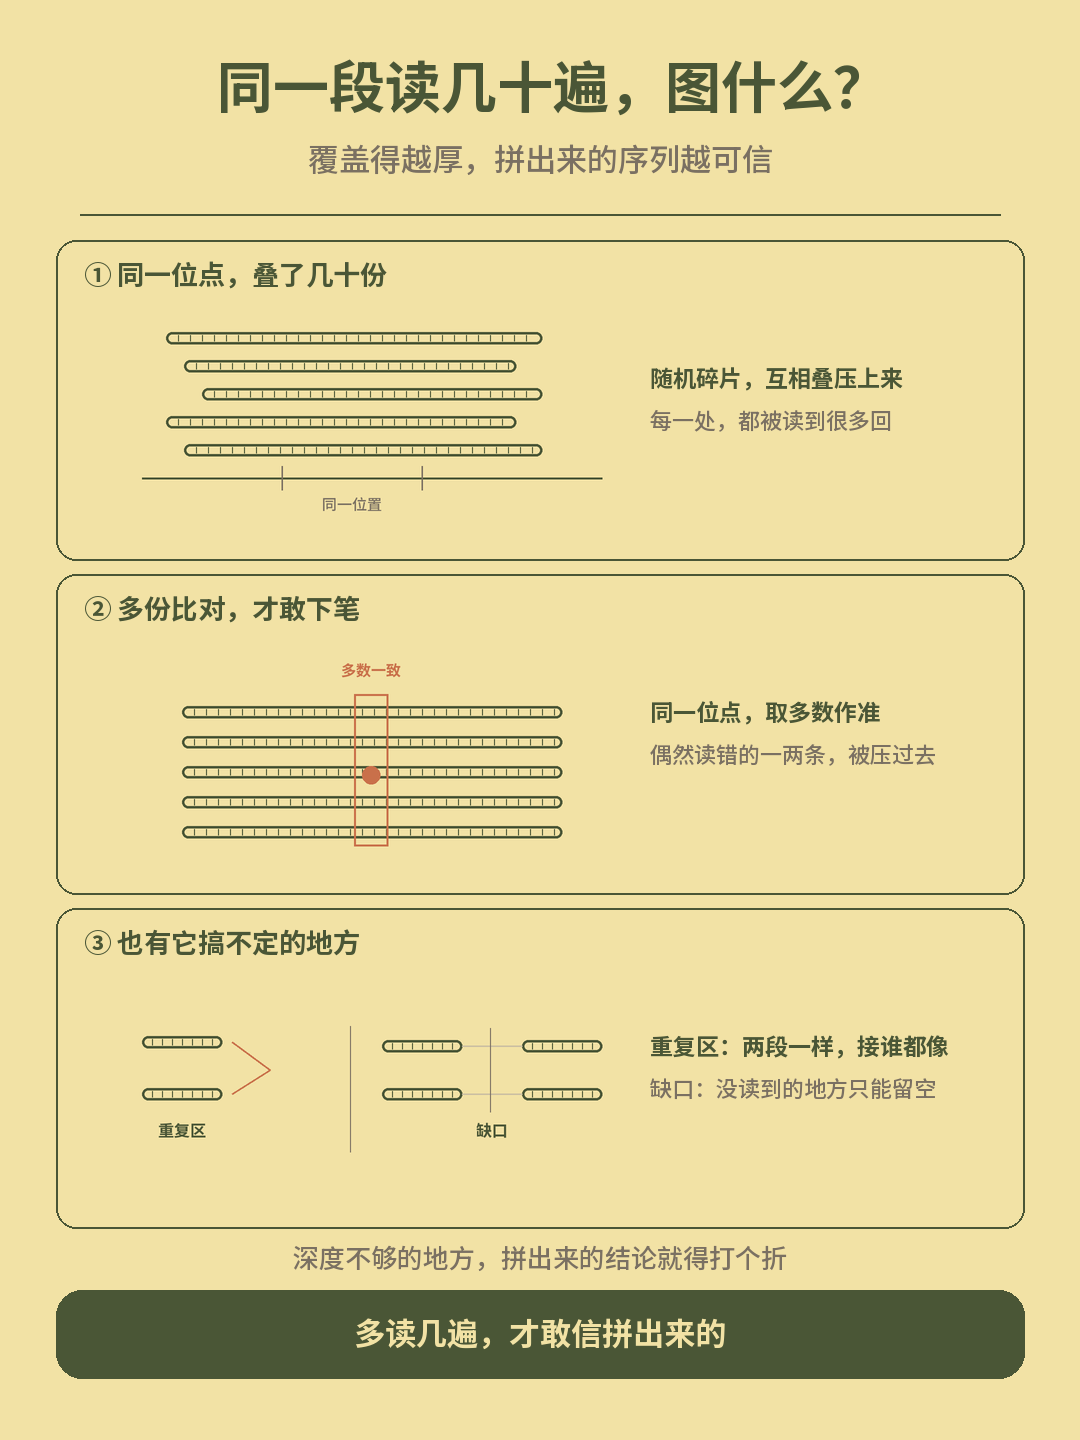 同一段读几十遍，图什么？
覆盖得越厚，拼出来的序列越可信
① 同一位点，叠了几十份
随机碎片，互相叠压上来
每一处，都被读到很多回
同一位置
② 多份比对，才敢下笔
多数一致
同一位点，取多数作准
偶然读错的一两条，被压过去
③ 也有它搞不定的地方
重复区：两段一样，接谁都像
缺口：没读到的地方只能留空
重复区
缺口
深度不够的地方，拼出来的结论就得打个折
多读几遍，才敢信拼出来的